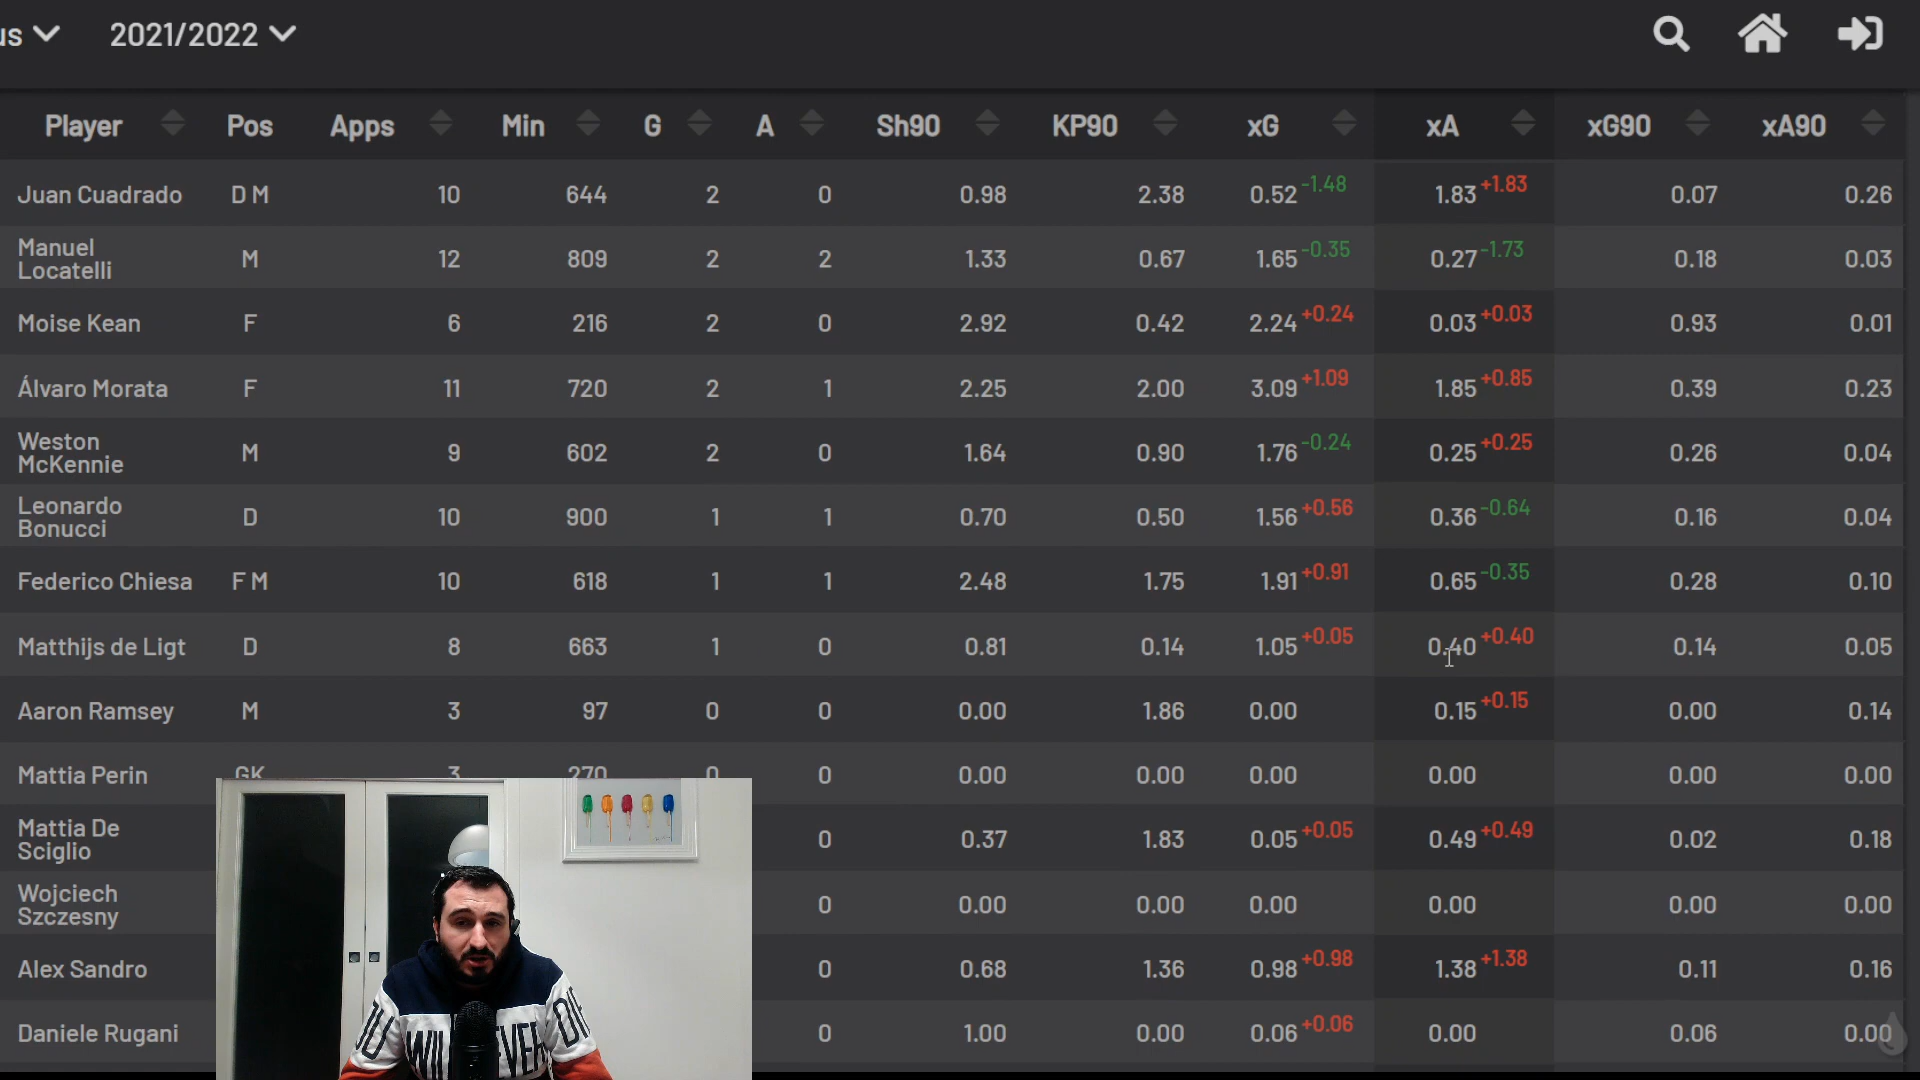 us 2021/2022
Player Pos Apps Min G A Sh90 KP90 xG xA xG90 xA90
Juan Cuadrado D M 10 644 2 0 0.98 2.38 0.52 -1.48 1.83 +1.83 0.07 0.26
Manuel
Locatelli M 12 809 2 2 1.33 0.67 1.65 -0.35 0.27 -1.73 0.18 0.03
Moise Kean F 6 216 2 0 2.92 0.42 2.24 +0.24 0.03 +0.03 0.93 0.01
Álvaro Morata F 11 720 2 1 2.25 2.00 3.09 +1.09 1.85 +0.85 0.39 0.23
Weston
McKennie M 9 602 2 0 1.64 0.90 1.76 -0.24 0.25 +0.25 0.26 0.04
Leonardo
Bonucci D 10 900 1 1 0.70 0.50 1.56 +0.56 0.36 -0.64 0.16 0.04
Federico Chiesa F M 10 618 1 1 2.48 1.75 1.91 +0.91 0.65 -0.35 0.28 0.10
Matthijs de Ligt D 8 663 1 0 0.81 0.14 1.05 +0.05 0.40 +0.40 0.14 0.05
Aaron Ramsey M 3 97 0 0 0.00 1.86 0.00 0.15 +0.15 0.00 0.14
Mattia Perin GK 3 270 0 0 0.00 0.00 0.00 0.00 0.00 0.00
Mattia De
Sciglio 0 0.37 1.83 0.05 +0.05 0.49 +0.49 0.02 0.18
Wojciech
Szczesny 0 0.00 0.00 0.00 0.00 0.00 0.00
Alex Sandro 0 0.68 1.36 0.98 +0.98 1.38 +1.38 0.11 0.16
Daniele Rugani 0 1.00 0.00 0.06 +0.06 0.00 0.06 0.00